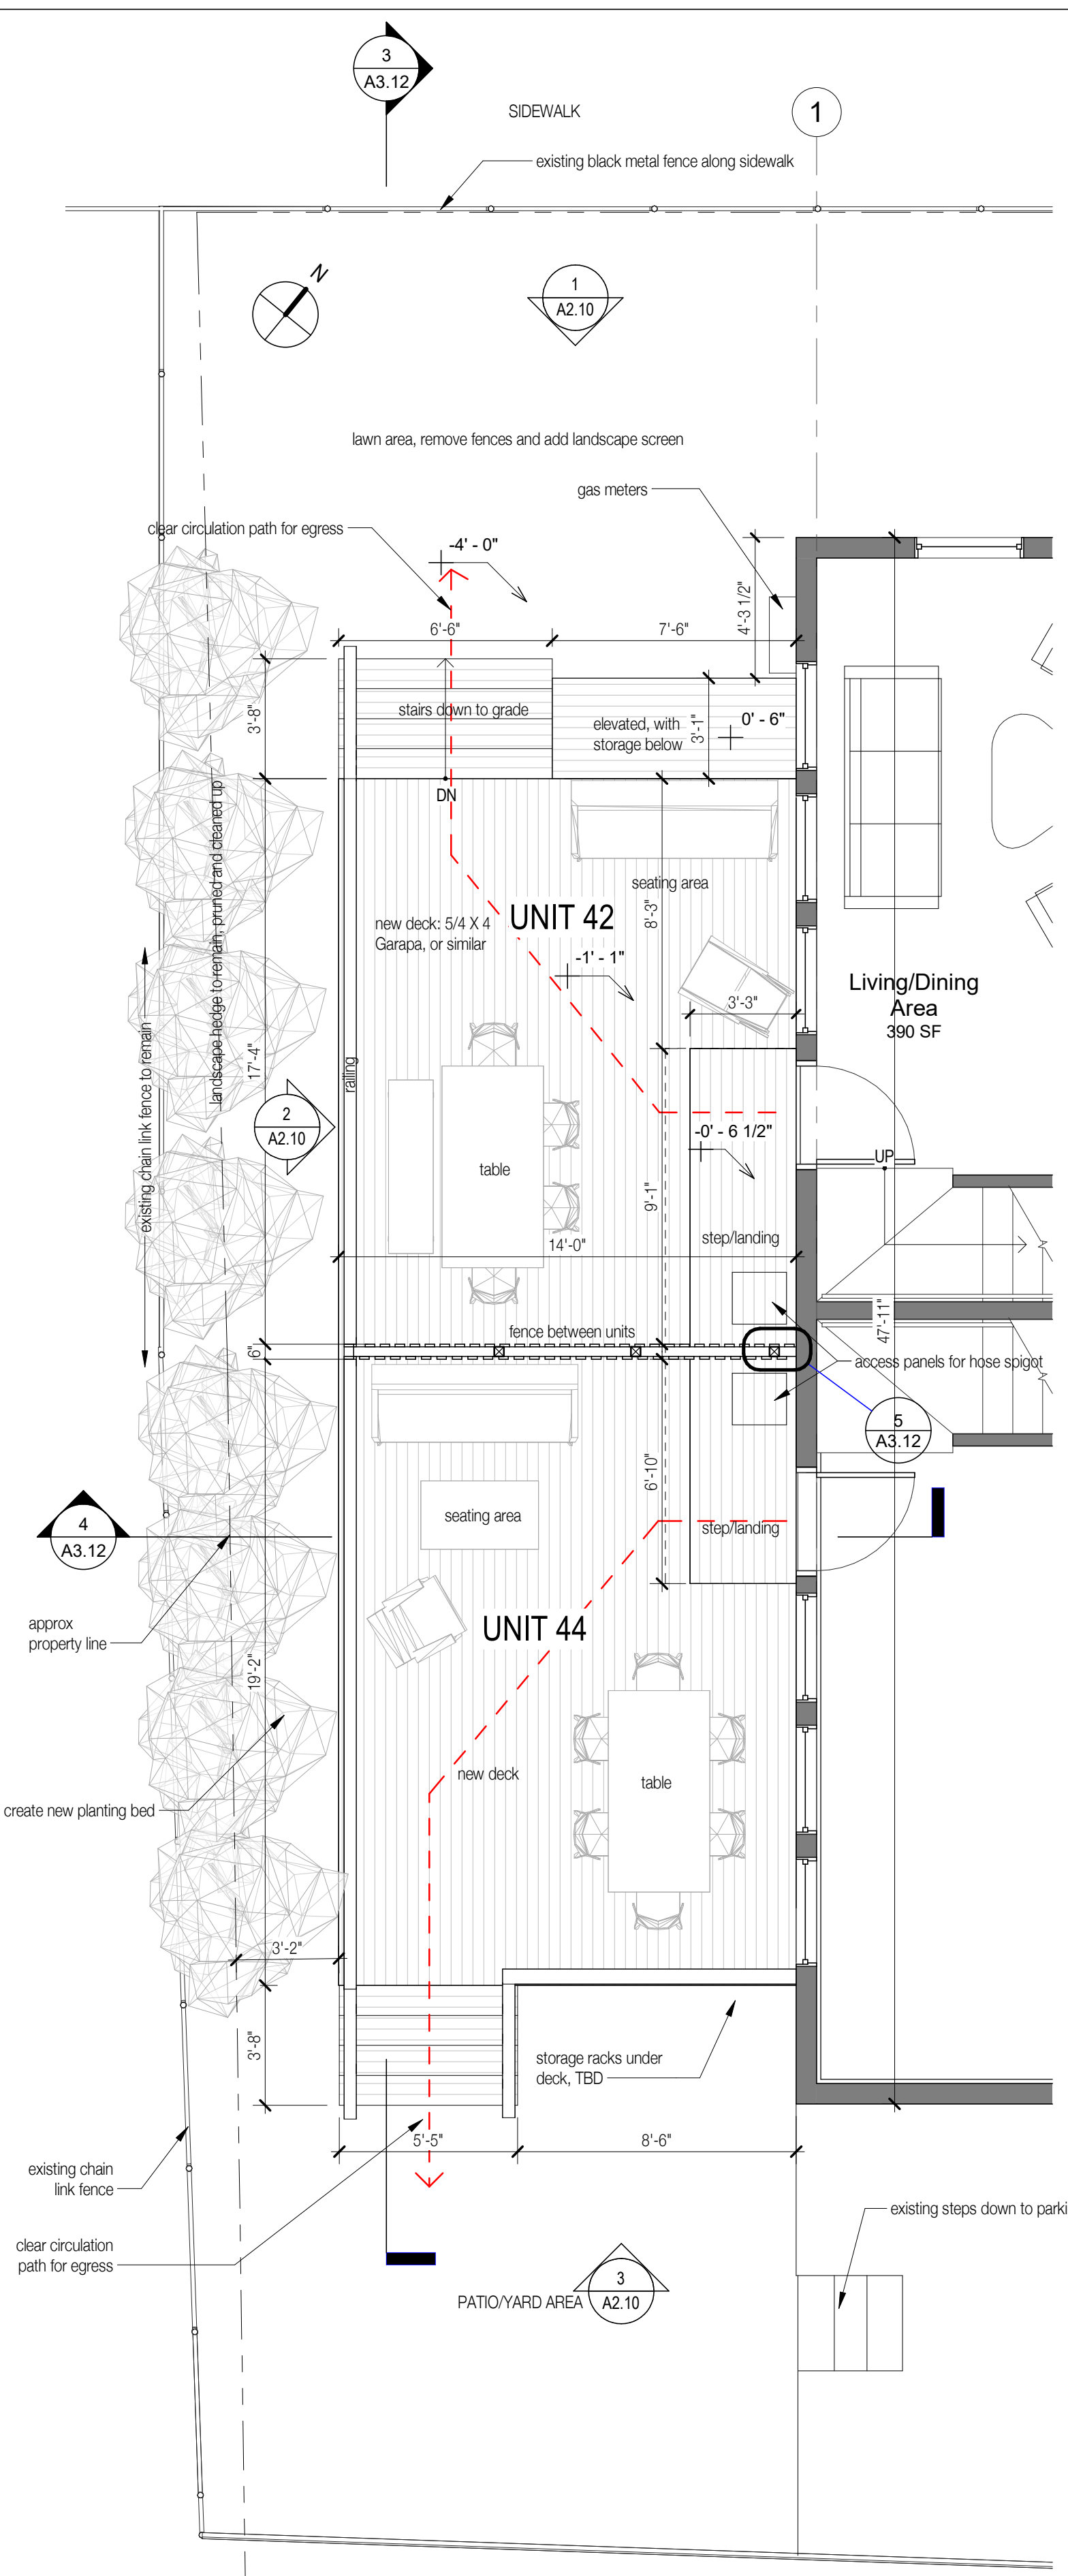 3
A3.12
SIDEWALK
1
existing black metal fence along sidewalk
N
1
A2.10
lawn area, remove fences and add landscape screen
gas meters
clear circulation path for egress
-4' - 0"
6'-6"
7'-6"
4'-3 1/2"
3'-8"
stairs down to grade
elevated, with
storage below
3'-1"
0' - 6"
DN
landscape hedge to remain, pruned and cleaned up
seating area
8'-3"
new deck: 5/4 X 4
Garapa, or similar
UNIT 42
-1' - 1"
3'-3"
Living/Dining
Area
390 SF
existing chain link fence to remain
17'-4"
railing
2
A2.10
-0' - 6 1/2"
UP
table
9'-1"
step/landing
14'-0"
47'-11"
fence between units
6"
access panels for hose spigot
5
A3.12
6'-10"
seating area
step/landing
4
A3.12
approx
property line
UNIT 44
19'-2"
new deck
table
create new planting bed
3'-2"
3'-8"
storage racks under
deck, TBD
5'-5"
8'-6"
existing chain
link fence
existing steps down to parki
clear circulation
path for egress
3
A2.10
PATIO/YARD AREA